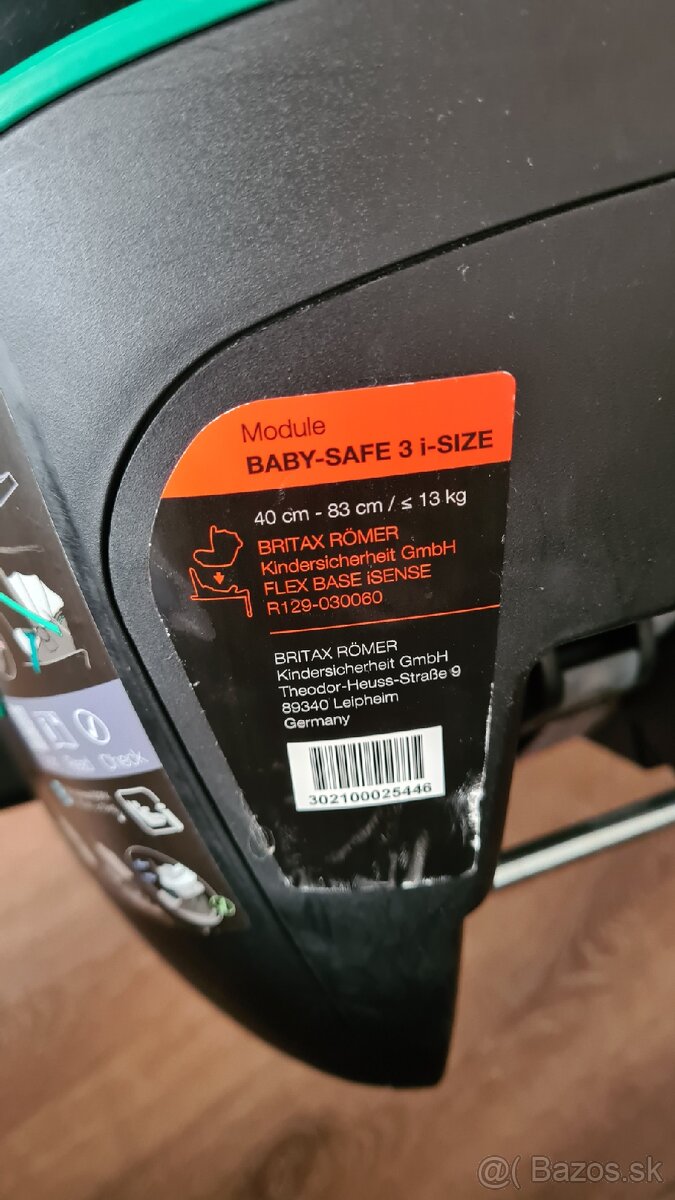 Module
BABY-SAFE 3 i-SIZE
40 cm - 83 cm / ≤ 13 kg
BRITAX RÖMER
Kindersicherheit GmbH
FLEX BASE iSENSE
R129-030060
BRITAX RÖMER
Kindersicherheit GmbH
Theodor-Heuss-Straße 9
89340 Leipheim
Germany
302100025446
Check
@( Bazos.sk